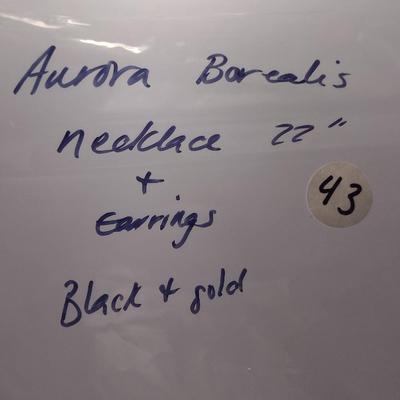 Aurora Borealis
necklace 22"
+
Earrings
43
Black + gold